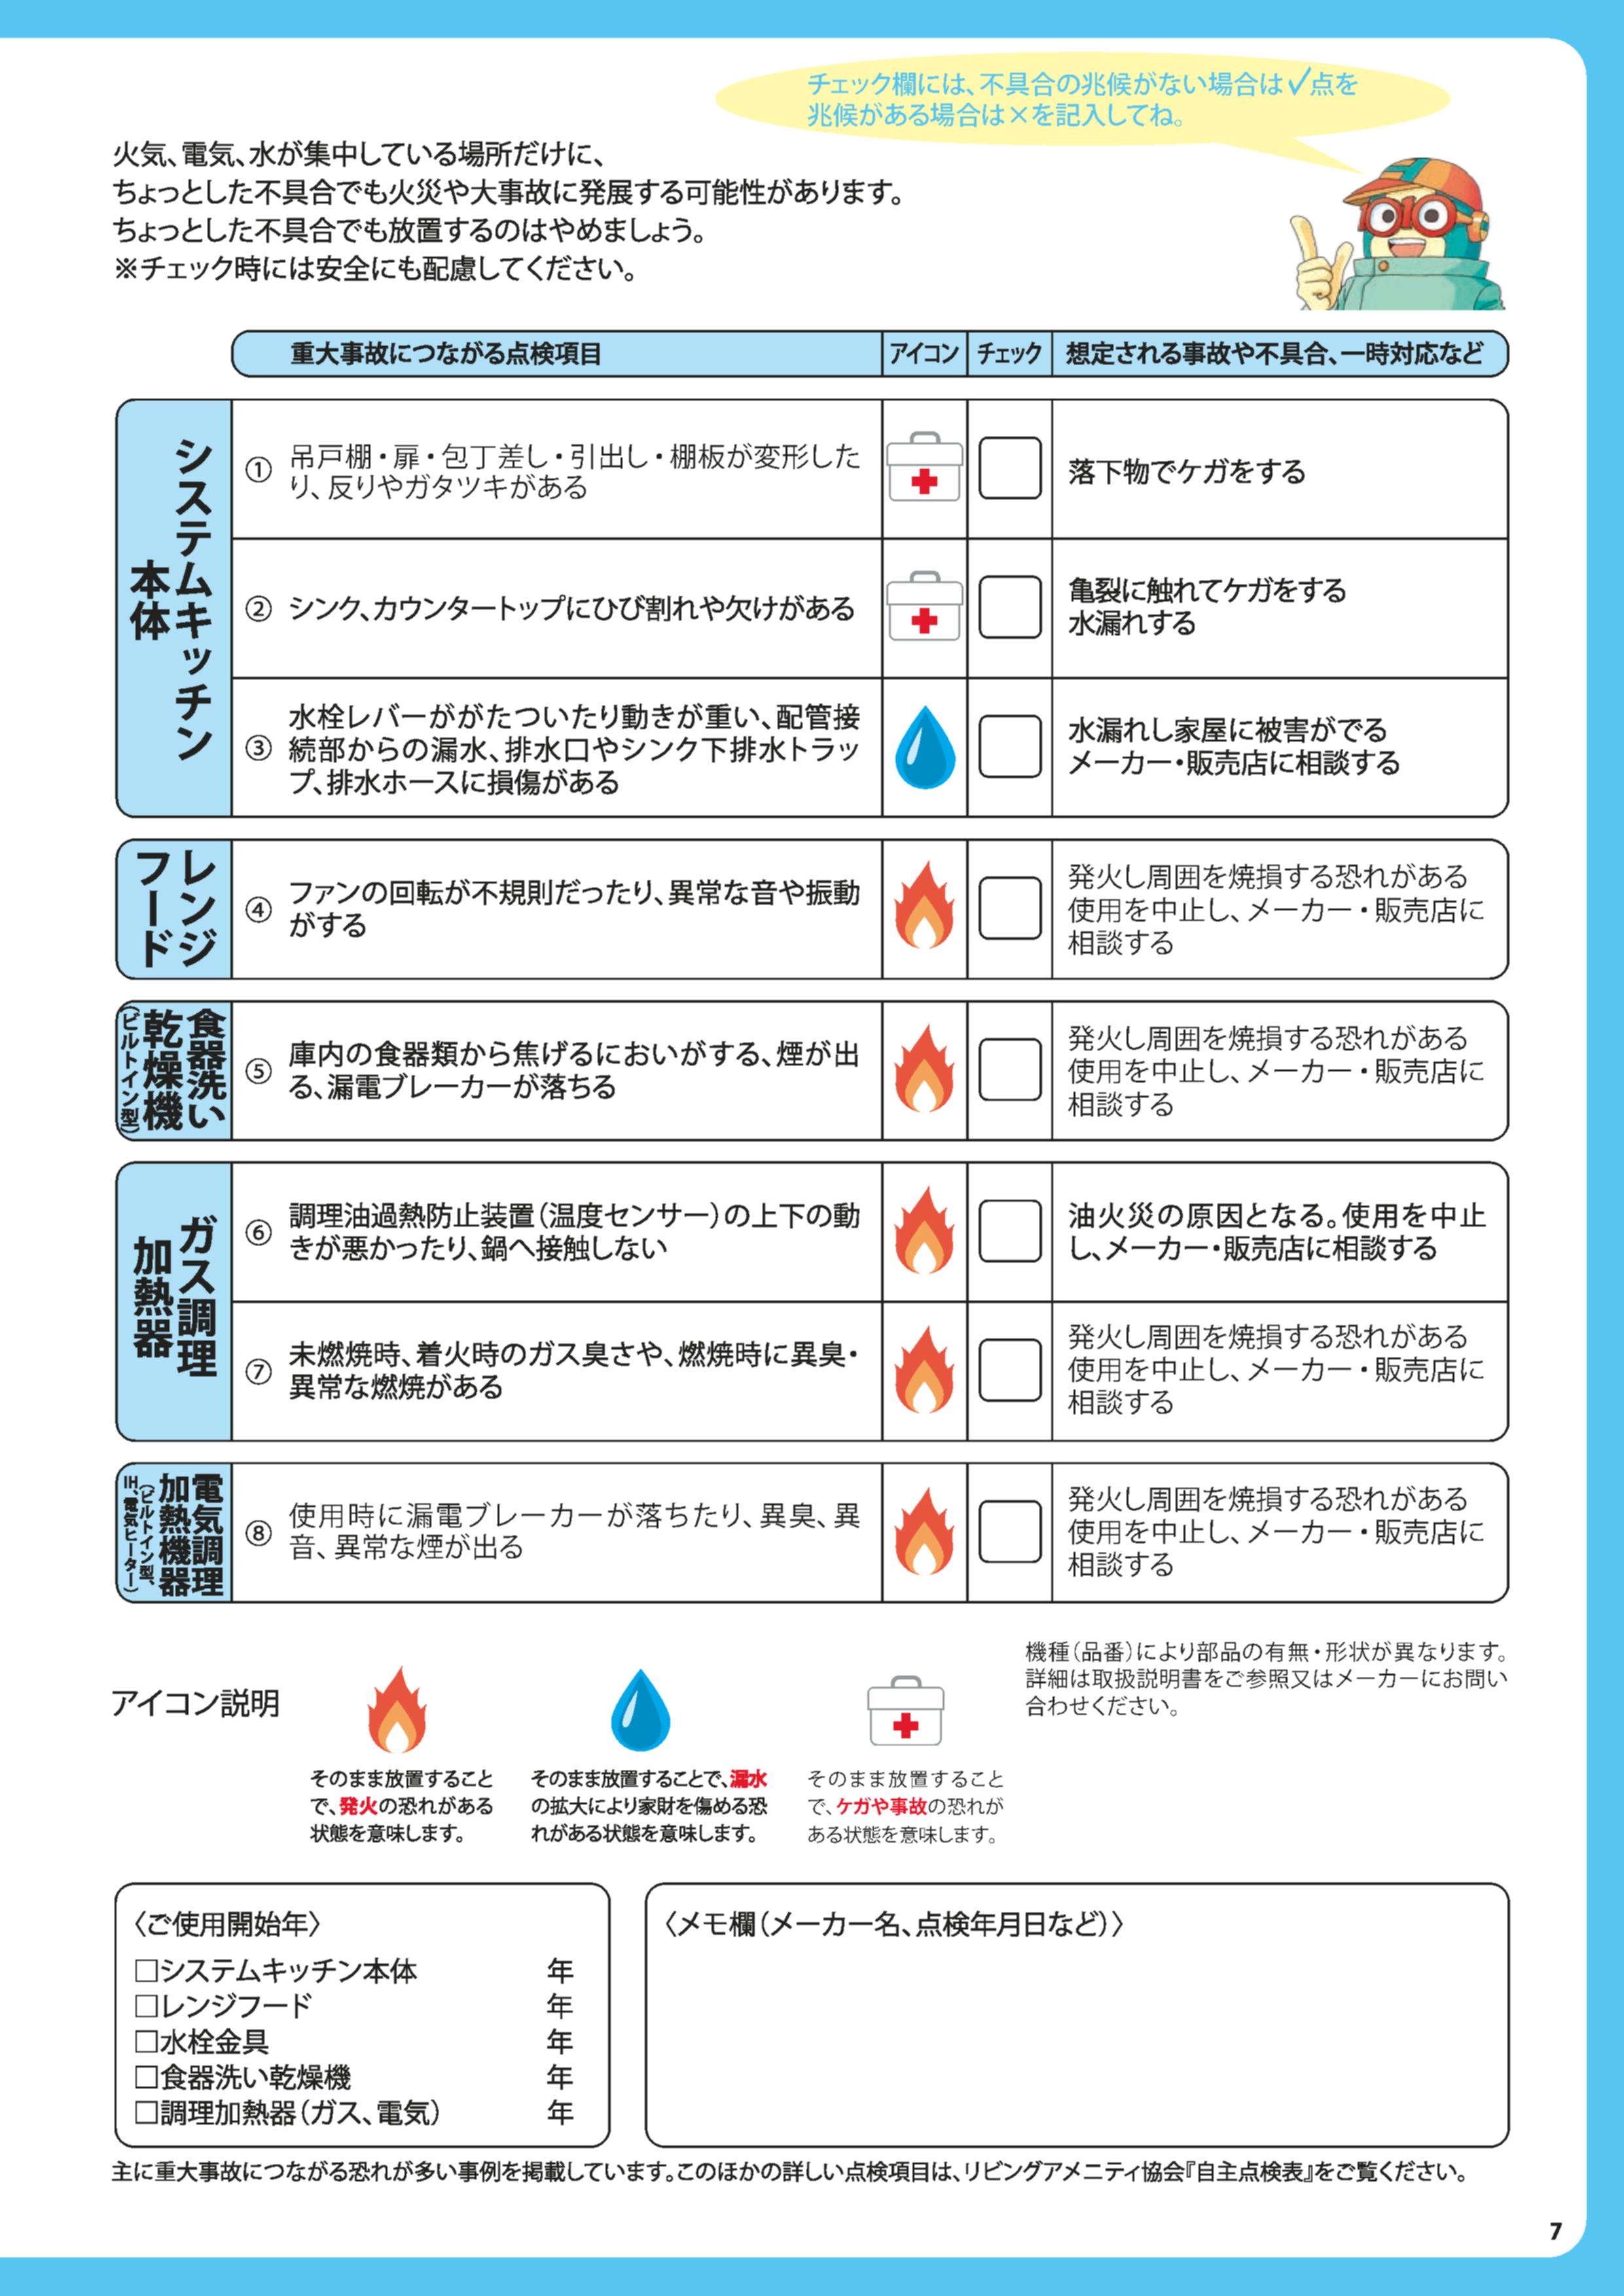 チェック欄には、不具合の兆候がない場合は✓点を
兆候がある場合は×を記入してね。
火気、電気、水が集中している場所だけに、
ちょっとした不具合でも火災や大事故に発展する可能性があります。
ちょっとした不具合でも放置するのはやめましょう。
※チェック時には安全にも配慮してください。
重大事故につながる点検項目
アイコン
チェック
想定される事故や不具合、一時対応など
システムキッチン
本体
① 吊戸棚・扉・包丁差し・引出し・棚板が変形した
り、反りやガタツキがある
落下物でケガをする
② シンク、カウンタートップにひび割れや欠けがある
亀裂に触れてケガをする
水漏れする
③ 水栓レバーががたついたり動きが重い、配管接
続部からの漏水、排水口やシンク下排水トラッ
プ、排水ホースに損傷がある
水漏れし家屋に被害がでる
メーカー・販売店に相談する
レンジ
フード
④ ファンの回転が不規則だったり、異常な音や振動
がする
発火し周囲を焼損する恐れがある
使用を中止し、メーカー・販売店に
相談する
食器洗い
乾燥機
(ビルトイン型)
⑤ 庫内の食器類から焦げるにおいがする、煙が出
る、漏電ブレーカーが落ちる
発火し周囲を焼損する恐れがある
使用を中止し、メーカー・販売店に
相談する
ガス調理
加熱器
⑥ 調理油過熱防止装置(温度センサー)の上下の動
きが悪かったり、鍋へ接触しない
油火災の原因となる。使用を中止
し、メーカー・販売店に相談する
⑦ 未燃焼時、着火時のガス臭さや、燃焼時に異臭・
異常な燃焼がある
発火し周囲を焼損する恐れがある
使用を中止し、メーカー・販売店に
相談する
電気調理
加熱機器
(ビルトイン型、
IH、電気ヒーター)
⑧ 使用時に漏電ブレーカーが落ちたり、異臭、異
音、異常な煙が出る
発火し周囲を焼損する恐れがある
使用を中止し、メーカー・販売店に
相談する
アイコン説明
そのまま放置すること
で、発火の恐れがある
状態を意味します。
そのまま放置することで、漏水
の拡大により家財を傷める恐
れがある状態を意味します。
そのまま放置すること
で、ケガや事故の恐れが
ある状態を意味します。
機種(品番)により部品の有無・形状が異なります。
詳細は取扱説明書をご参照又はメーカーにお問い
合わせください。
〈ご使用開始年〉
□システムキッチン本体 年
□レンジフード 年
□水栓金具 年
□食器洗い乾燥機 年
□調理加熱器(ガス、電気) 年
〈メモ欄(メーカー名、点検年月日など)〉
主に重大事故につながる恐れが多い事例を掲載しています。このほかの詳しい点検項目は、リビングアメニティ協会『自主点検表』をご覧ください。
7